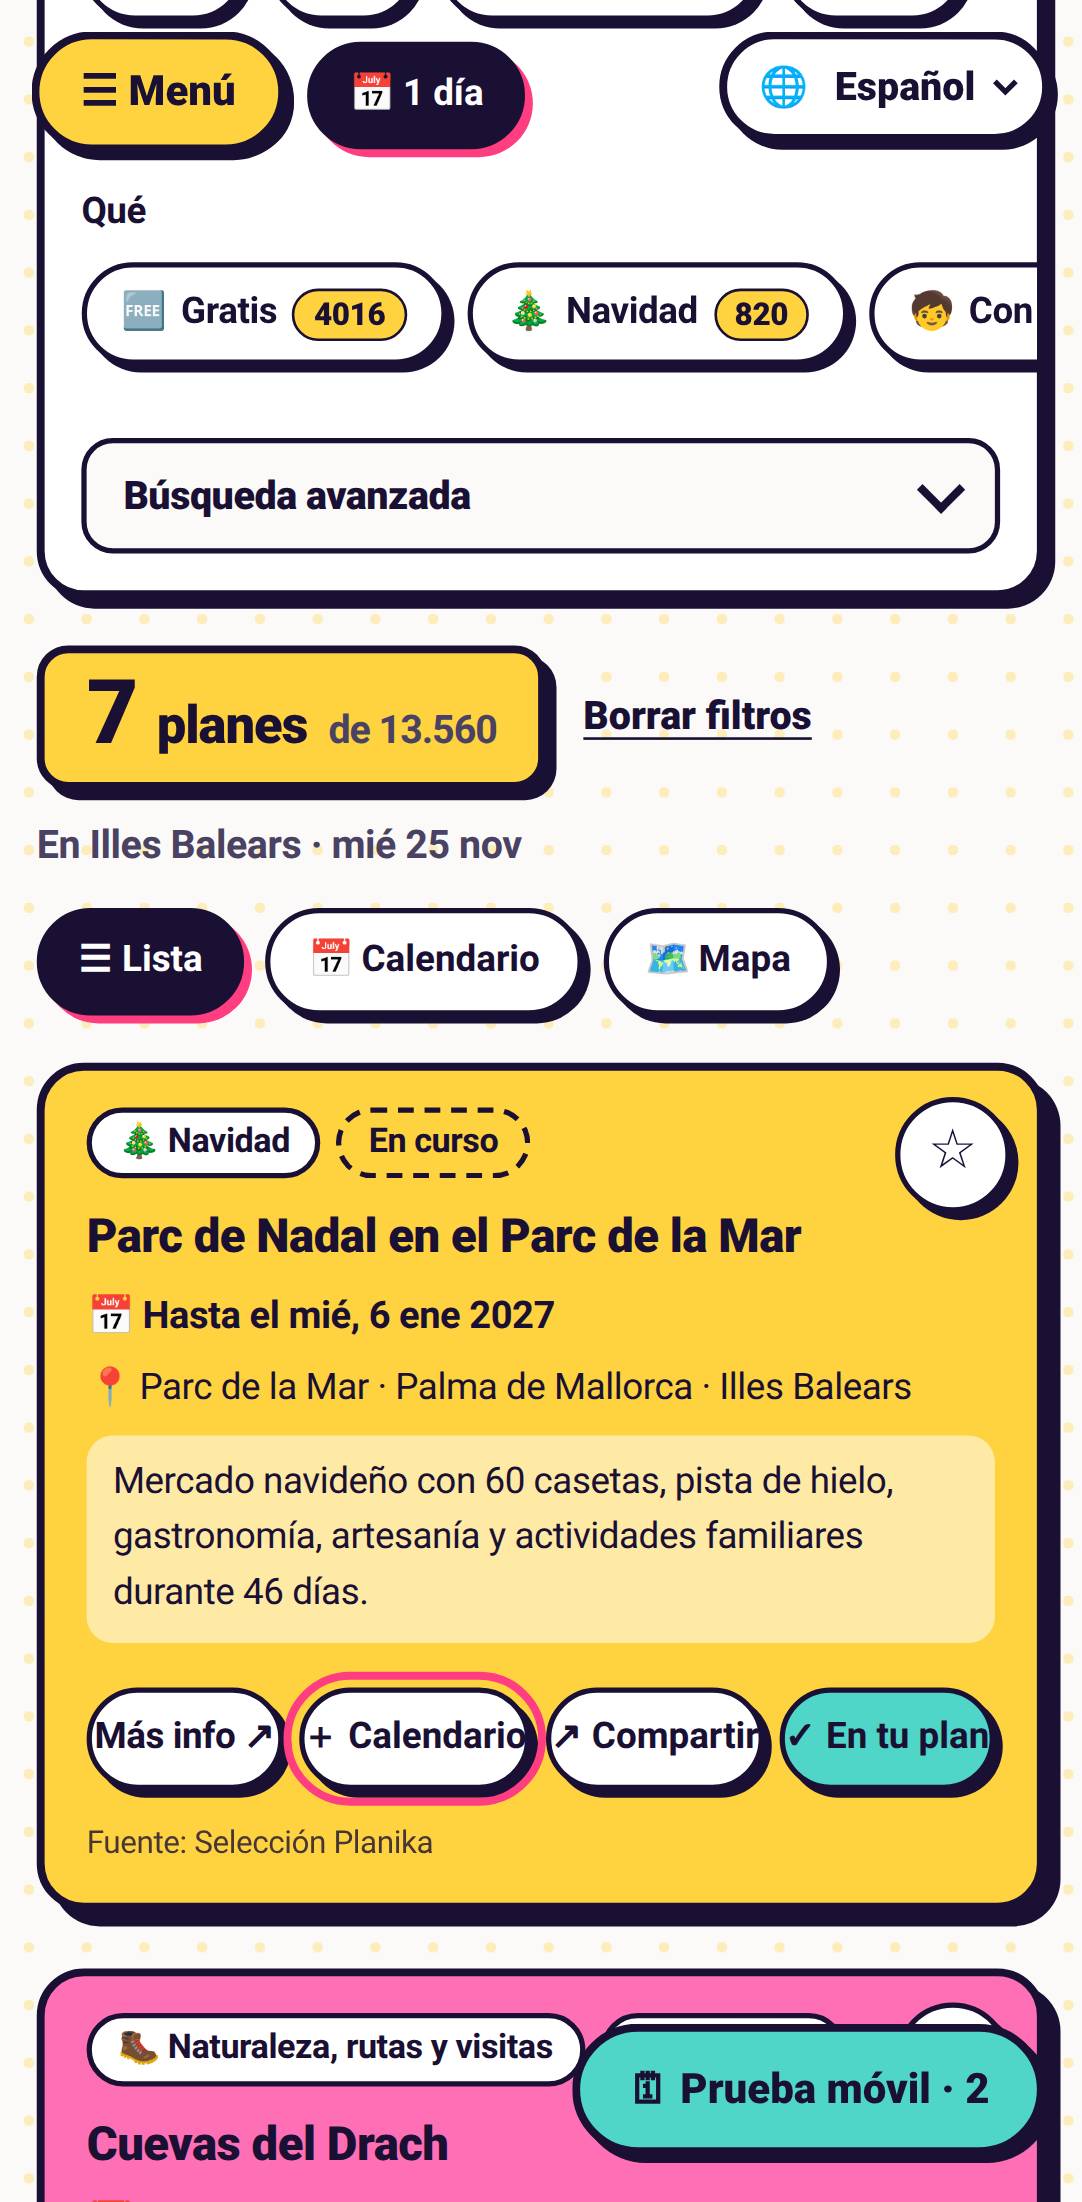 ☰ Menú
📅 1 día
🌐 Español
Qué
🆓 Gratis 4016
🎄 Navidad 820
🧒 Con
Búsqueda avanzada
7 planes de 13.560
Borrar filtros
En Illes Balears · mié 25 nov
☰ Lista
📅 Calendario
🗺️ Mapa
🎄 Navidad
En curso
☆
Parc de Nadal en el Parc de la Mar
📅 Hasta el mié, 6 ene 2027
📍 Parc de la Mar · Palma de Mallorca · Illes Balears
Mercado navideño con 60 casetas, pista de hielo,
gastronomía, artesanía y actividades familiares
durante 46 días.
Más info ↗
+ Calendario
↗ Compartir
✓ En tu plan
Fuente: Selección Planika
🥾 Naturaleza, rutas y visitas
🗓 Prueba móvil · 2
Cuevas del Drach